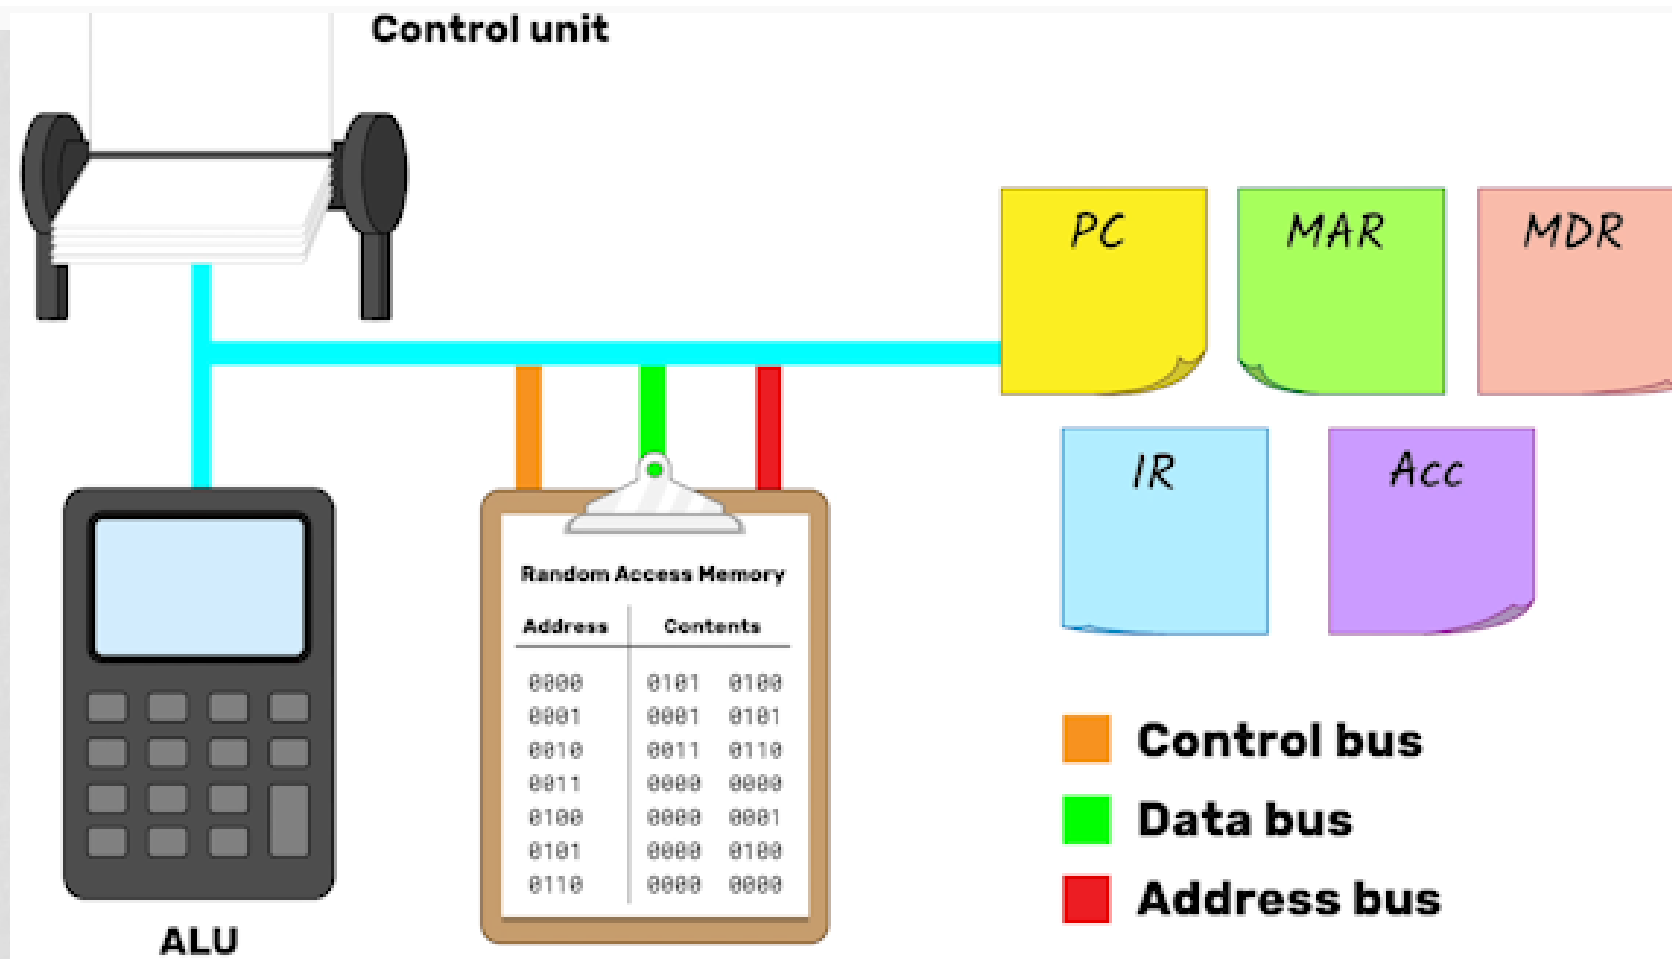 Control unit
PC
MAR
MDR
IR
Acc
Random Access Memory
Address Contents
0000 0101 0100
0001 0001 0101
0010 0011 0110
0011 0000 0000
0100 0000 0001
0101 0000 0100
0110 0000 0000
Control bus
Data bus
Address bus
ALU